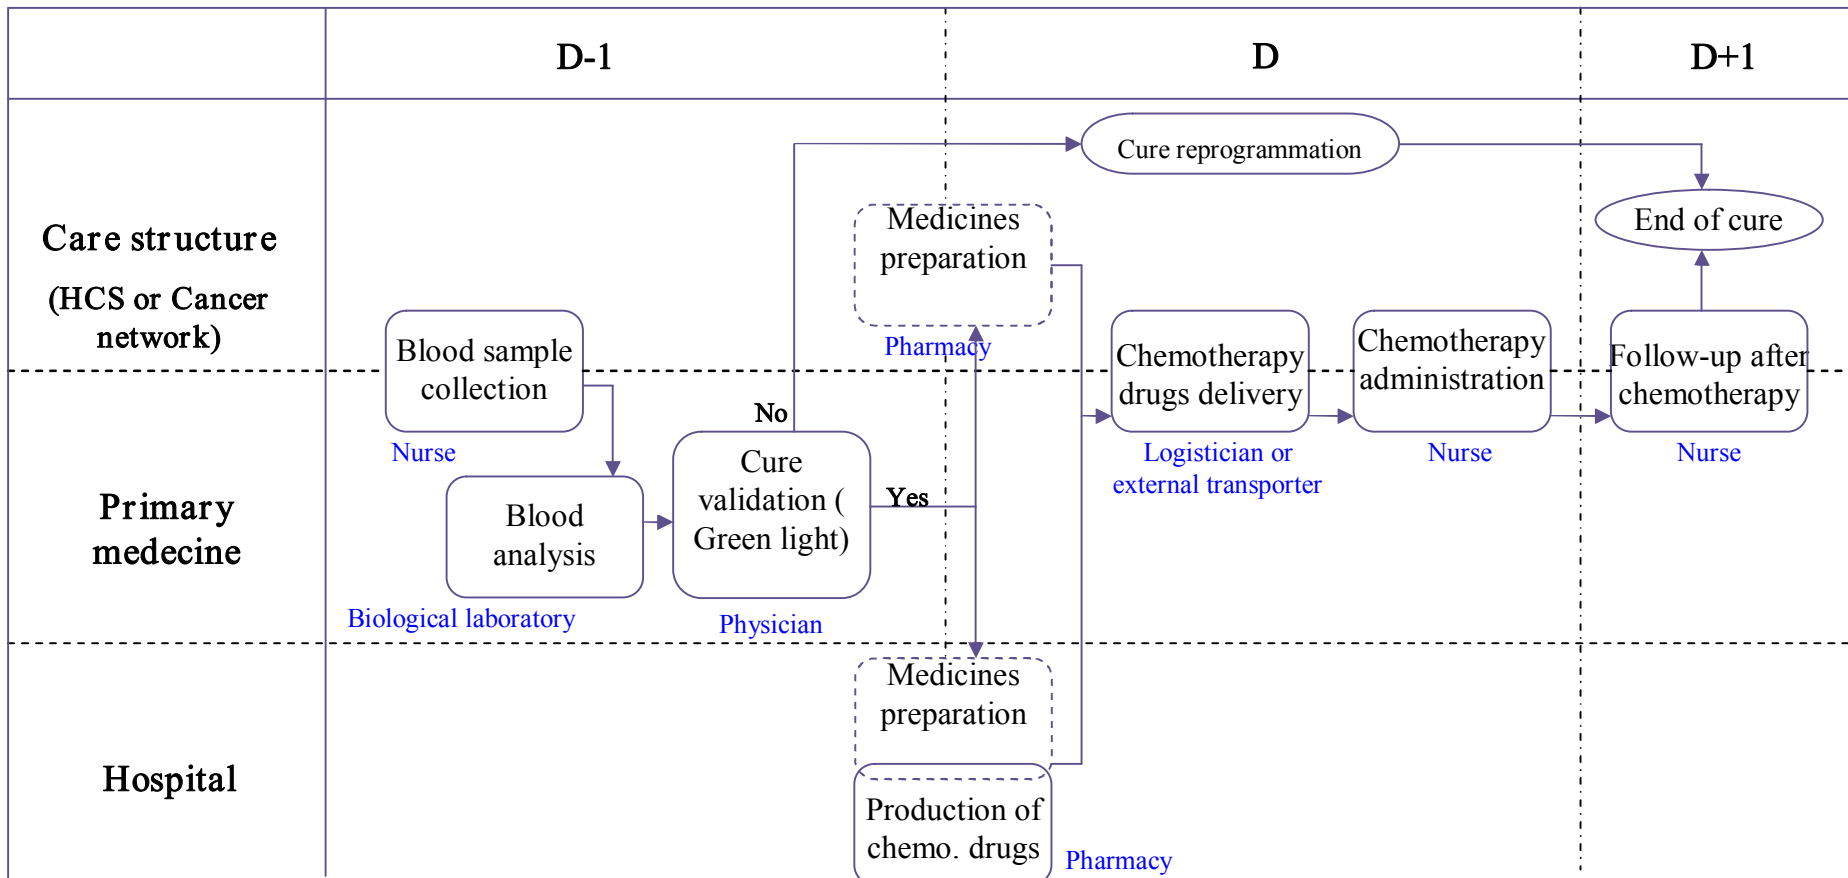 D-1
D
D+1
Care structure
(HCS or Cancer
network)
Primary
medecine
Hospital
Blood sample
collection
Nurse
Blood
analysis
Biological laboratory
No
Cure
validation (
Green light)
Physician
Yes
Cure reprogrammation
Medicines
preparation
Pharmacy
Medicines
preparation
Production of
chemo. drugs
Pharmacy
Chemotherapy
drugs delivery
Logistician or
external transporter
Chemotherapy
administration
Nurse
End of cure
Follow-up after
chemotherapy
Nurse